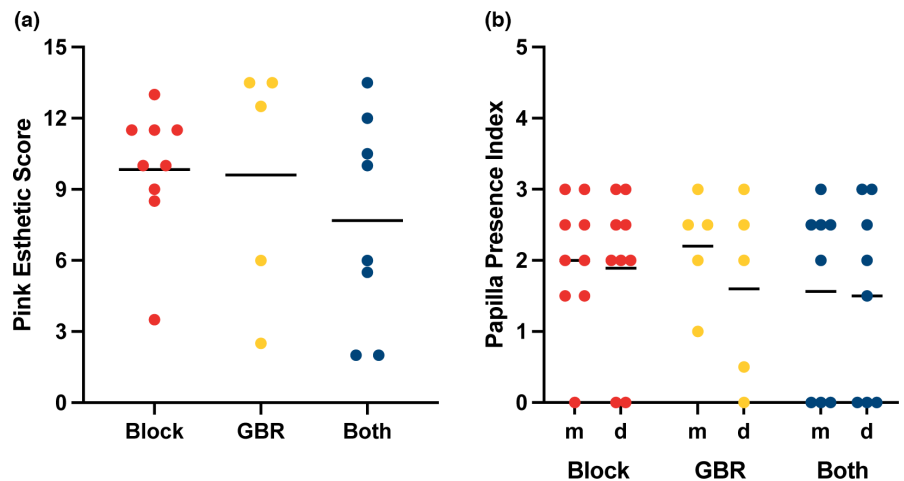 (a)
Pink Esthetic Score
15
12
9
6
3
0
Block GBR Both
(b)
Papilla Presence Index
5
4
3
2
1
0
m d m d m d
Block GBR Both